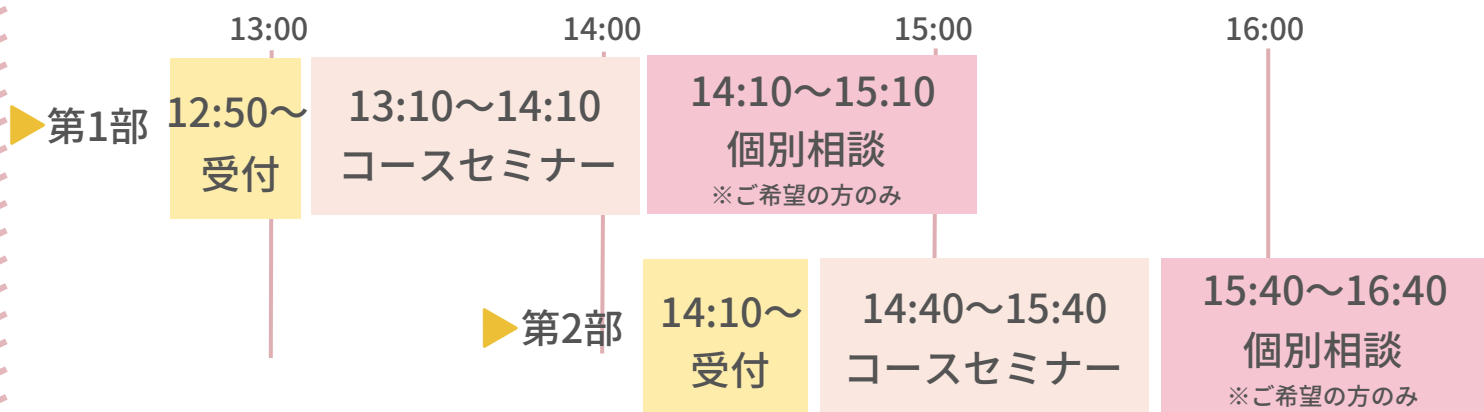 13:00
14:00
15:00
16:00
第1部
12:50〜
受付
13:10〜14:10
コースセミナー
14:10〜15:10
個別相談
※ご希望の方のみ
第2部
14:10〜
受付
14:40〜15:40
コースセミナー
15:40〜16:40
個別相談
※ご希望の方のみ